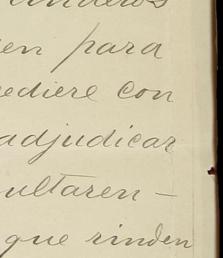 en para
ediere con
adjudicar
ultaren –
que rinden